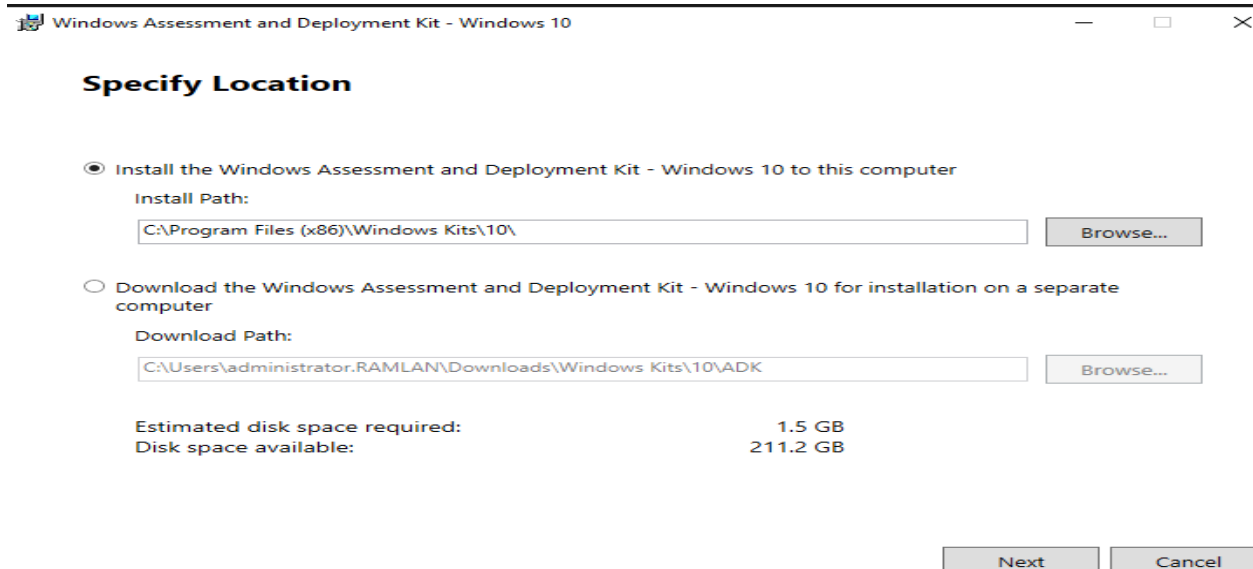 Windows Assessment and Deployment Kit - Windows 10
Specify Location
Install the Windows Assessment and Deployment Kit - Windows 10 to this computer
Install Path:
C:\Program Files (x86)\Windows Kits\10\
Browse...
Download the Windows Assessment and Deployment Kit - Windows 10 for installation on a separate
computer
Download Path:
C:\Users\administrator.RAMLAN\Downloads\Windows Kits\10\ADK
Browse...
Estimated disk space required: 1.5 GB
Disk space available: 211.2 GB
Next Cancel